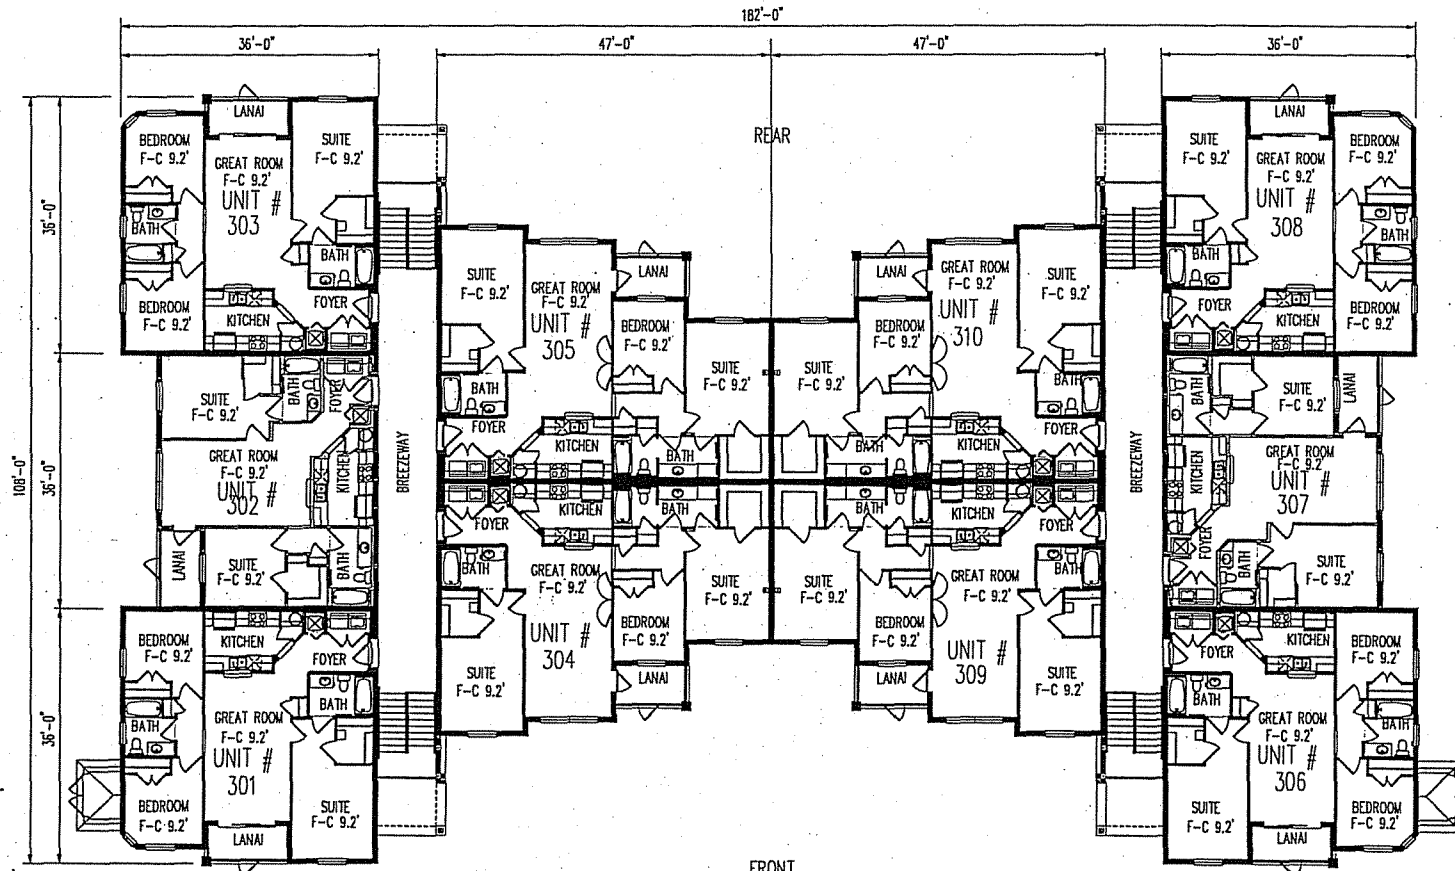 182'-0"
36'-0"
47'-0"
47'-0"
36'-0"
REAR
108'-0"
36'-0"
36'-0"
36'-0"
LANAI
BEDROOM
F-C 9.2'
SUITE
F-C 9.2'
GREAT ROOM
F-C 9.2'
UNIT #
303
BATH
BATH
BEDROOM
F-C 9.2'
FOYER
KITCHEN
SUITE
F-C 9.2'
BATH
FOYER
GREAT ROOM
F-C 9.2'
UNIT #
302
KITCHEN
LANAI
SUITE
F-C 9.2'
BATH
BEDROOM
F-C 9.2'
KITCHEN
FOYER
BATH
BATH
GREAT ROOM
F-C 9.2'
UNIT #
301
BEDROOM
F-C 9.2'
SUITE
F-C 9.2'
LANAI
BREEZEWAY
SUITE
F-C 9.2'
GREAT ROOM
F-C 9.2'
UNIT #
305
LANAI
BEDROOM
F-C 9.2'
SUITE
F-C 9.2'
BATH
FOYER
KITCHEN
BATH
FOYER
KITCHEN
BATH
BATH
GREAT ROOM
F-C 9.2'
UNIT #
304
SUITE
F-C 9.2'
BEDROOM
F-C 9.2'
SUITE
F-C 9.2'
LANAI
LANAI
GREAT ROOM
F-C 9.2'
UNIT #
310
SUITE
F-C 9.2'
BEDROOM
F-C 9.2'
SUITE
F-C 9.2'
BATH
BATH
KITCHEN
FOYER
BATH
KITCHEN
FOYER
BATH
GREAT ROOM
F-C 9.2'
UNIT #
309
SUITE
F-C 9.2'
BEDROOM
F-C 9.2'
SUITE
F-C 9.2'
LANAI
BREEZEWAY
LANAI
SUITE
F-C 9.2'
GREAT ROOM
F-C 9.2'
UNIT #
308
BEDROOM
F-C 9.2'
BATH
BATH
FOYER
KITCHEN
BEDROOM
F-C 9.2'
BATH
SUITE
F-C 9.2'
LANAI
KITCHEN
GREAT ROOM
F-C 9.2'
UNIT #
307
FOYER
BATH
SUITE
F-C 9.2'
KITCHEN
FOYER
BEDROOM
F-C 9.2'
BATH
GREAT ROOM
F-C 9.2'
UNIT #
306
BATH
SUITE
F-C 9.2'
BEDROOM
F-C 9.2'
LANAI
FRONT